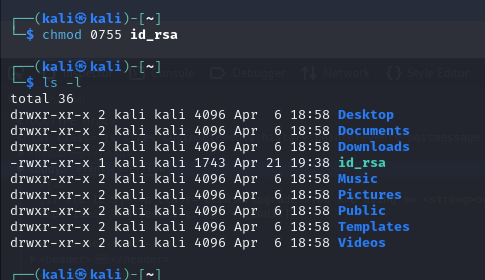 ┌──(kali㉿kali)-[~]
└─$ chmod 0755 id_rsa
┌──(kali㉿kali)-[~]
└─$ ls -l
total 36
drwxr-xr-x 2 kali kali 4096 Apr  6 18:58 Desktop
drwxr-xr-x 2 kali kali 4096 Apr  6 18:58 Documents
drwxr-xr-x 2 kali kali 4096 Apr  6 18:58 Downloads
-rwxr-xr-x 1 kali kali 1743 Apr 21 19:38 id_rsa
drwxr-xr-x 2 kali kali 4096 Apr  6 18:58 Music
drwxr-xr-x 2 kali kali 4096 Apr  6 18:58 Pictures
drwxr-xr-x 2 kali kali 4096 Apr  6 18:58 Public
drwxr-xr-x 2 kali kali 4096 Apr  6 18:58 Templates
drwxr-xr-x 2 kali kali 4096 Apr  6 18:58 Videos
┌──(kali㉿kali)-[~]